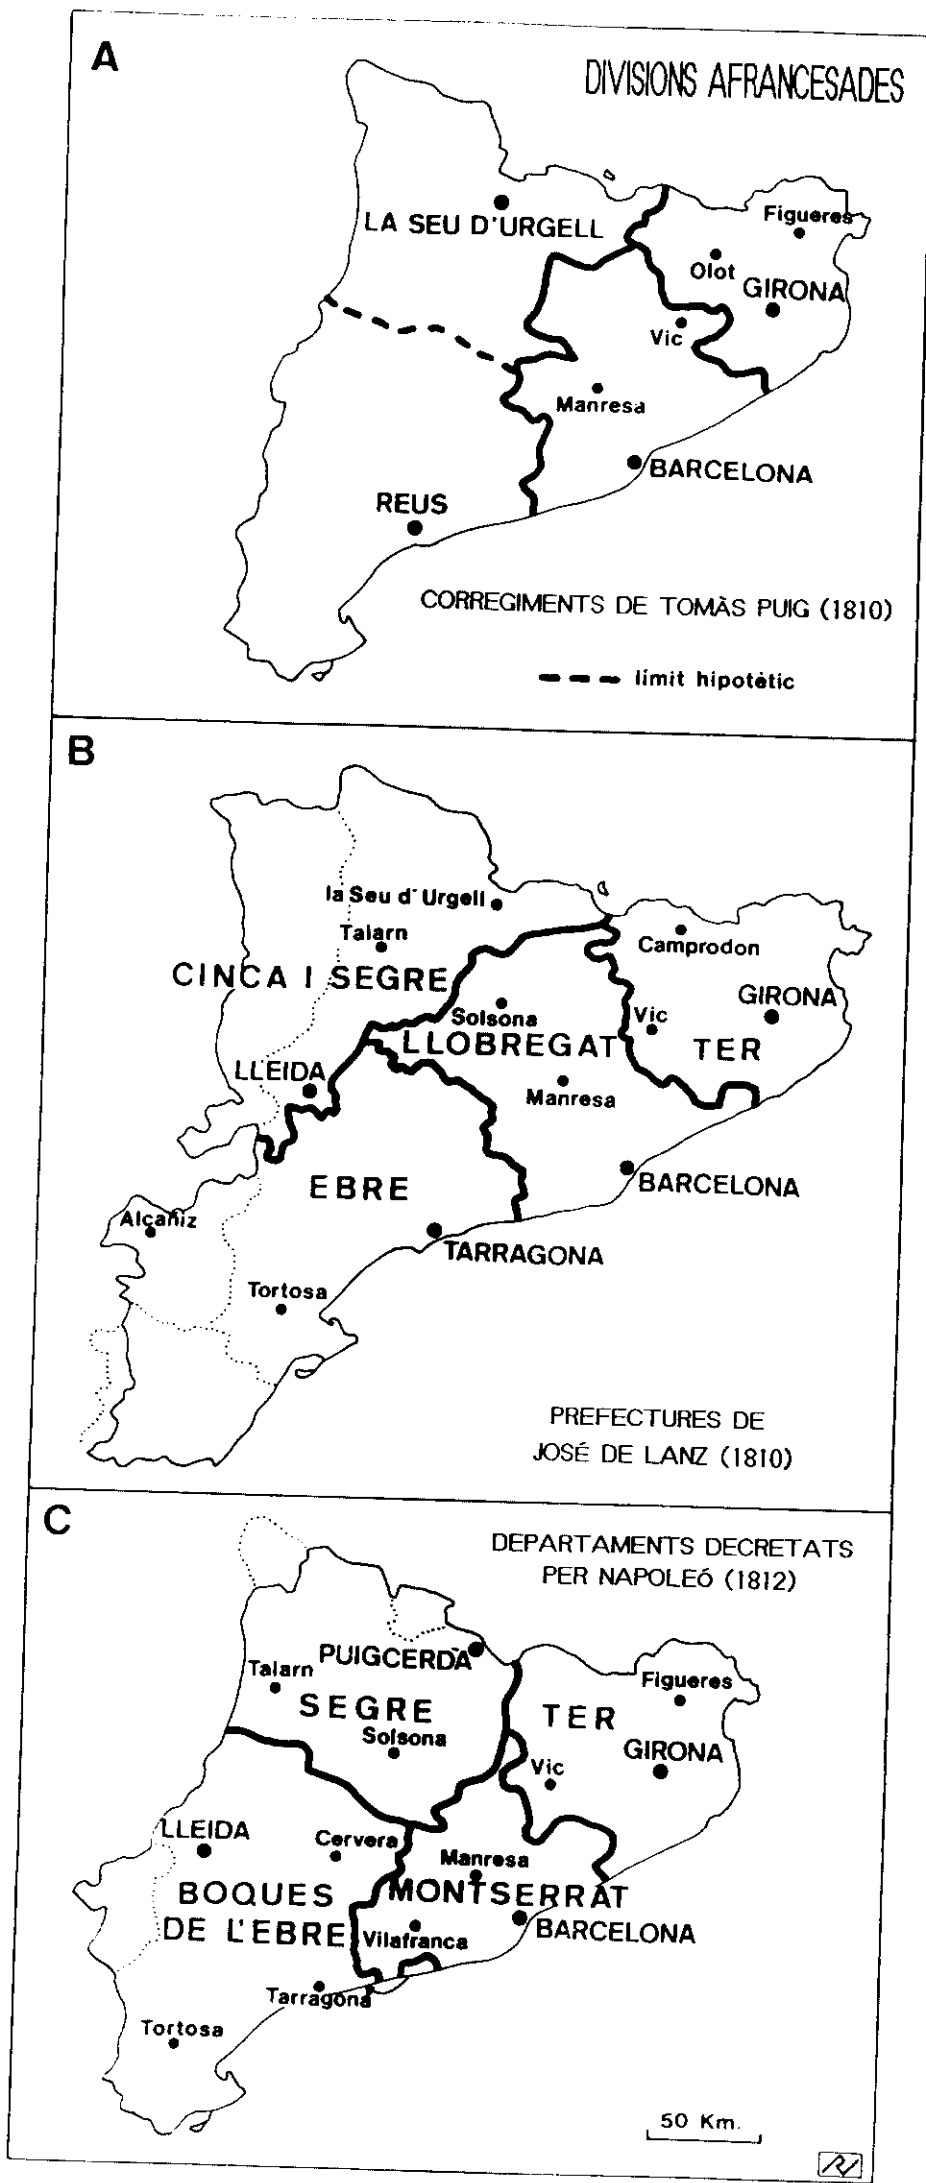 A
DIVISIONS AFRANCESADES
LA SEU D'URGELL
Figueres
Olot
GIRONA
Vic
Manresa
BARCELONA
REUS
CORREGIMENTS DE TOMÀS PUIG (1810)
límit hipotètic
B
la Seu d'Urgell
Talarn
Camprodon
CINCA I SEGRE
GIRONA
Solsona
Vic
LLOBREGAT
TER
LLEIDA
Manresa
EBRE
BARCELONA
Alcañiz
TARRAGONA
Tortosa
PREFECTURES DE
JOSÉ DE LANZ (1810)
C
DEPARTAMENTS DECRETATS
PER NAPOLEÓ (1812)
PUIGCERDÀ
Talarn
Figueres
SEGRE
TER
Solsona
GIRONA
Vic
LLEIDA
Cervera
Manresa
BOQUES
DE L'EBRE
MONTSERRAT
BARCELONA
Vilafranca
Tarragona
Tortosa
50 Km.